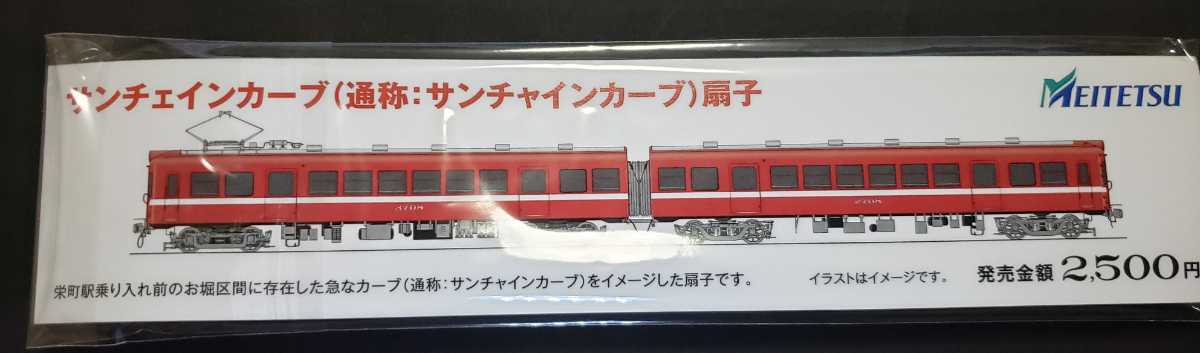 サンチェインカーブ(通称:サンチャインカーブ)扇子
MEITETSU
3708
2708
栄町駅乗り入れ前のお堀区間に存在した急なカーブ(通称:サンチャインカーブ)をイメージした扇子です。
イラストはイメージです。
発売金額 2,500円